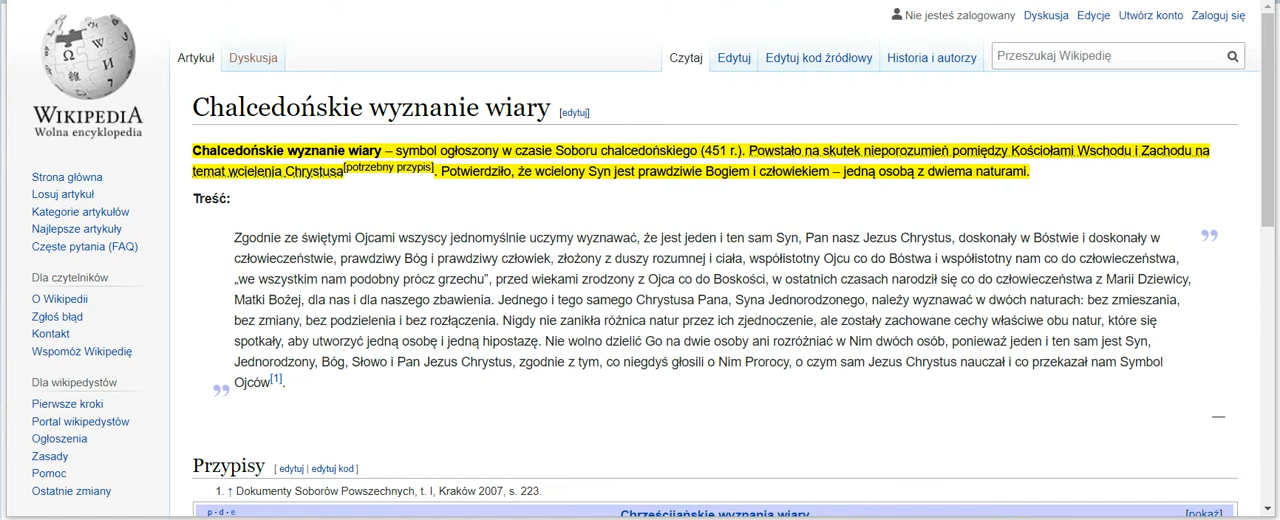 Nie jesteś zalogowany Dyskusja Edycje Utwórz konto Zaloguj się
Artykuł Dyskusja Czytaj Edytuj Edytuj kod źródłowy Historia i autorzy Przeszukaj Wikipedię
WIKIPEDIA
Wolna encyklopedia
Strona główna
Losuj artykuł
Kategorie artykułów
Najlepsze artykuły
Częste pytania (FAQ)
Dla czytelników
O Wikipedii
Zgłoś błąd
Kontakt
Wspomóż Wikipedię
Dla wikipedystów
Pierwsze kroki
Portal wikipedystów
Ogłoszenia
Zasady
Pomoc
Ostatnie zmiany
Chalcedońskie wyznanie wiary [edytuj]
Chalcedońskie wyznanie wiary – symbol ogłoszony w czasie Soboru chalcedońskiego (451 r.). Powstało na skutek nieporozumień pomiędzy Kościołami Wschodu i Zachodu na
temat wcielenia Chrystusa[potrzebny przypis]. Potwierdziło, że wcielony Syn jest prawdziwie Bogiem i człowiekiem – jedną osobą z dwiema naturami.
Treść:
Zgodnie ze świętymi Ojcami wszyscy jednomyślnie uczymy wyznawać, że jest jeden i ten sam Syn, Pan nasz Jezus Chrystus, doskonały w Bóstwie i doskonały w
człowieczeństwie, prawdziwy Bóg i prawdziwy człowiek, złożony z duszy rozumnej i ciała, współistotny Ojcu co do Bóstwa i współistotny nam co do człowieczeństwa,
„we wszystkim nam podobny prócz grzechu”, przed wiekami zrodzony z Ojca co do Boskości, w ostatnich czasach narodził się co do człowieczeństwa z Marii Dziewicy,
Matki Bożej, dla nas i dla naszego zbawienia. Jednego i tego samego Chrystusa Pana, Syna Jednorodzonego, należy wyznawać w dwóch naturach: bez zmieszania,
bez zmiany, bez podzielenia i bez rozłączenia. Nigdy nie zanikła różnica natur przez ich zjednoczenie, ale zostały zachowane cechy właściwe obu natur, które się
spotkały, aby utworzyć jedną osobę i jedną hipostazę. Nie wolno dzielić Go na dwie osoby ani rozróżniać w Nim dwóch osób, ponieważ jeden i ten sam jest Syn,
Jednorodzony, Bóg, Słowo i Pan Jezus Chrystus, zgodnie z tym, co niegdyś głosili o Nim Prorocy, o czym sam Jezus Chrystus nauczał i co przekazał nam Symbol
Ojców[1].
—
Przypisy [ edytuj | edytuj kod ]
1. ↑ Dokumenty Soborów Powszechnych, t. I, Kraków 2007, s. 223.
p · d · e Chrześcijańskie wyznania wiary [pokaż]